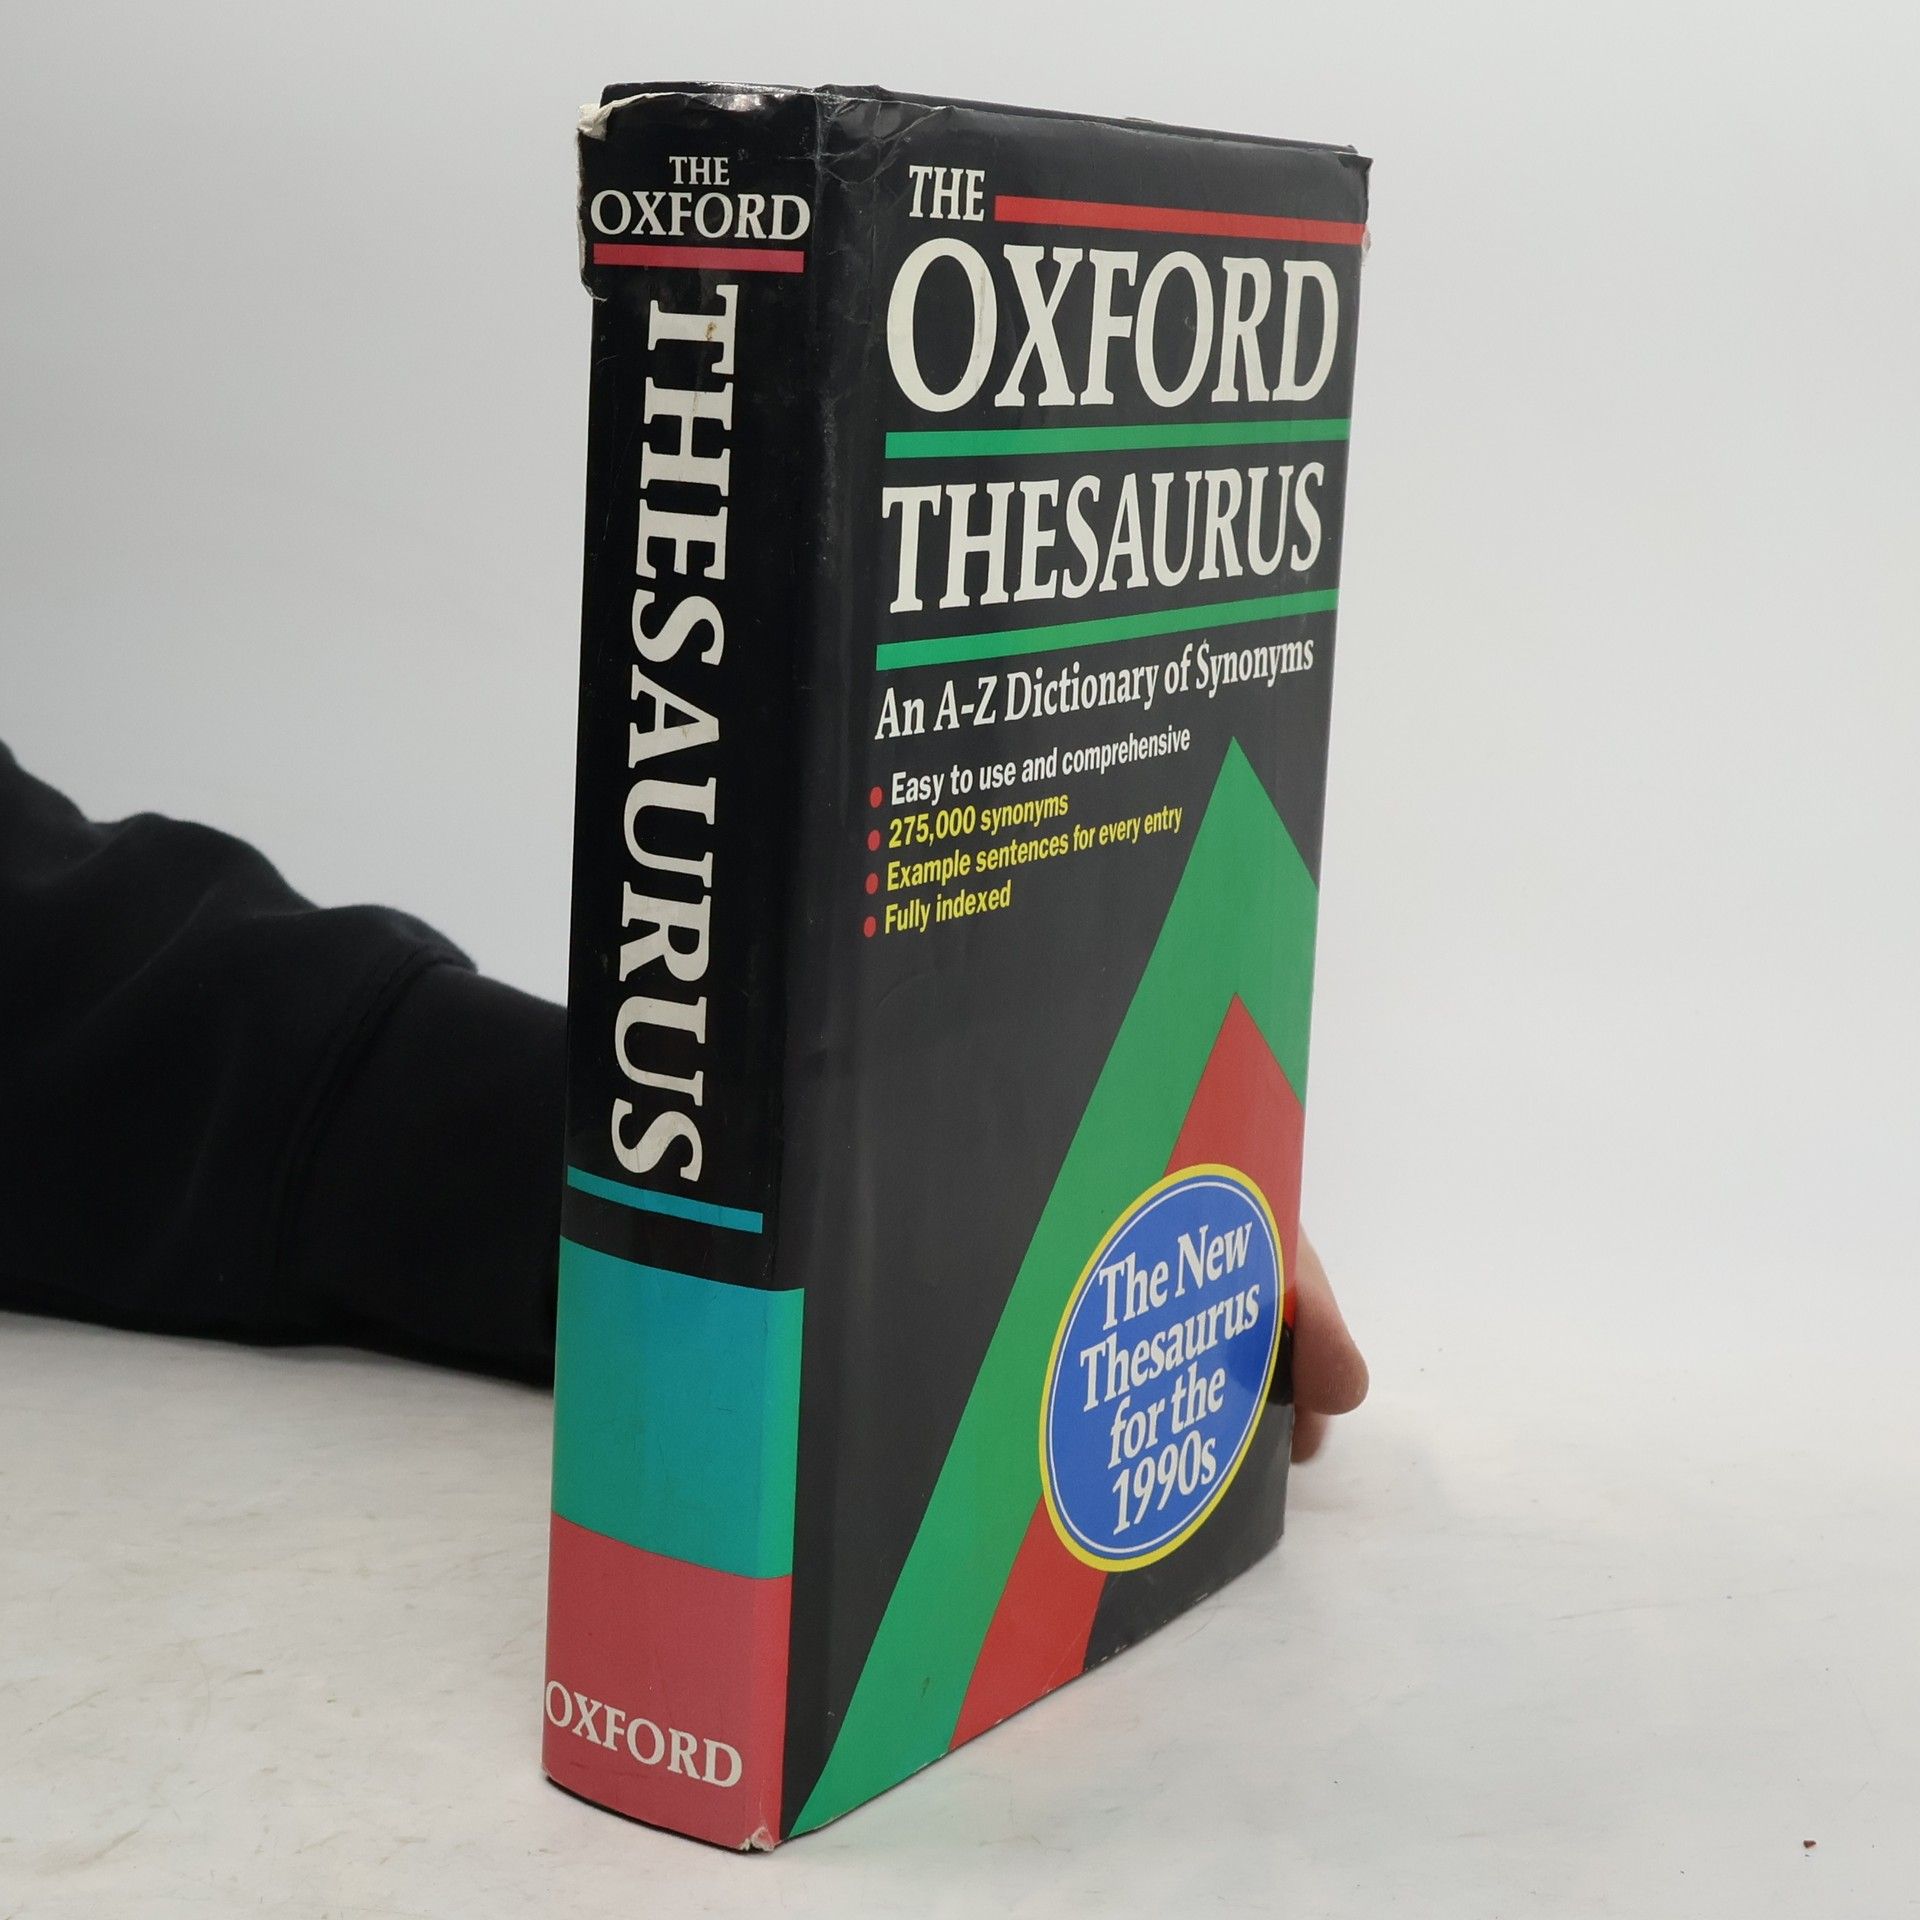 THE
OXFORD
THESAURUS
OXFORD
THE
OXFORD
THESAURUS
An A-Z Dictionary of Synonyms
• Easy to use and comprehensive
• 275,000 synonyms
• Example sentences for every entry
• Fully indexed
The New
Thesaurus
for the
1990s